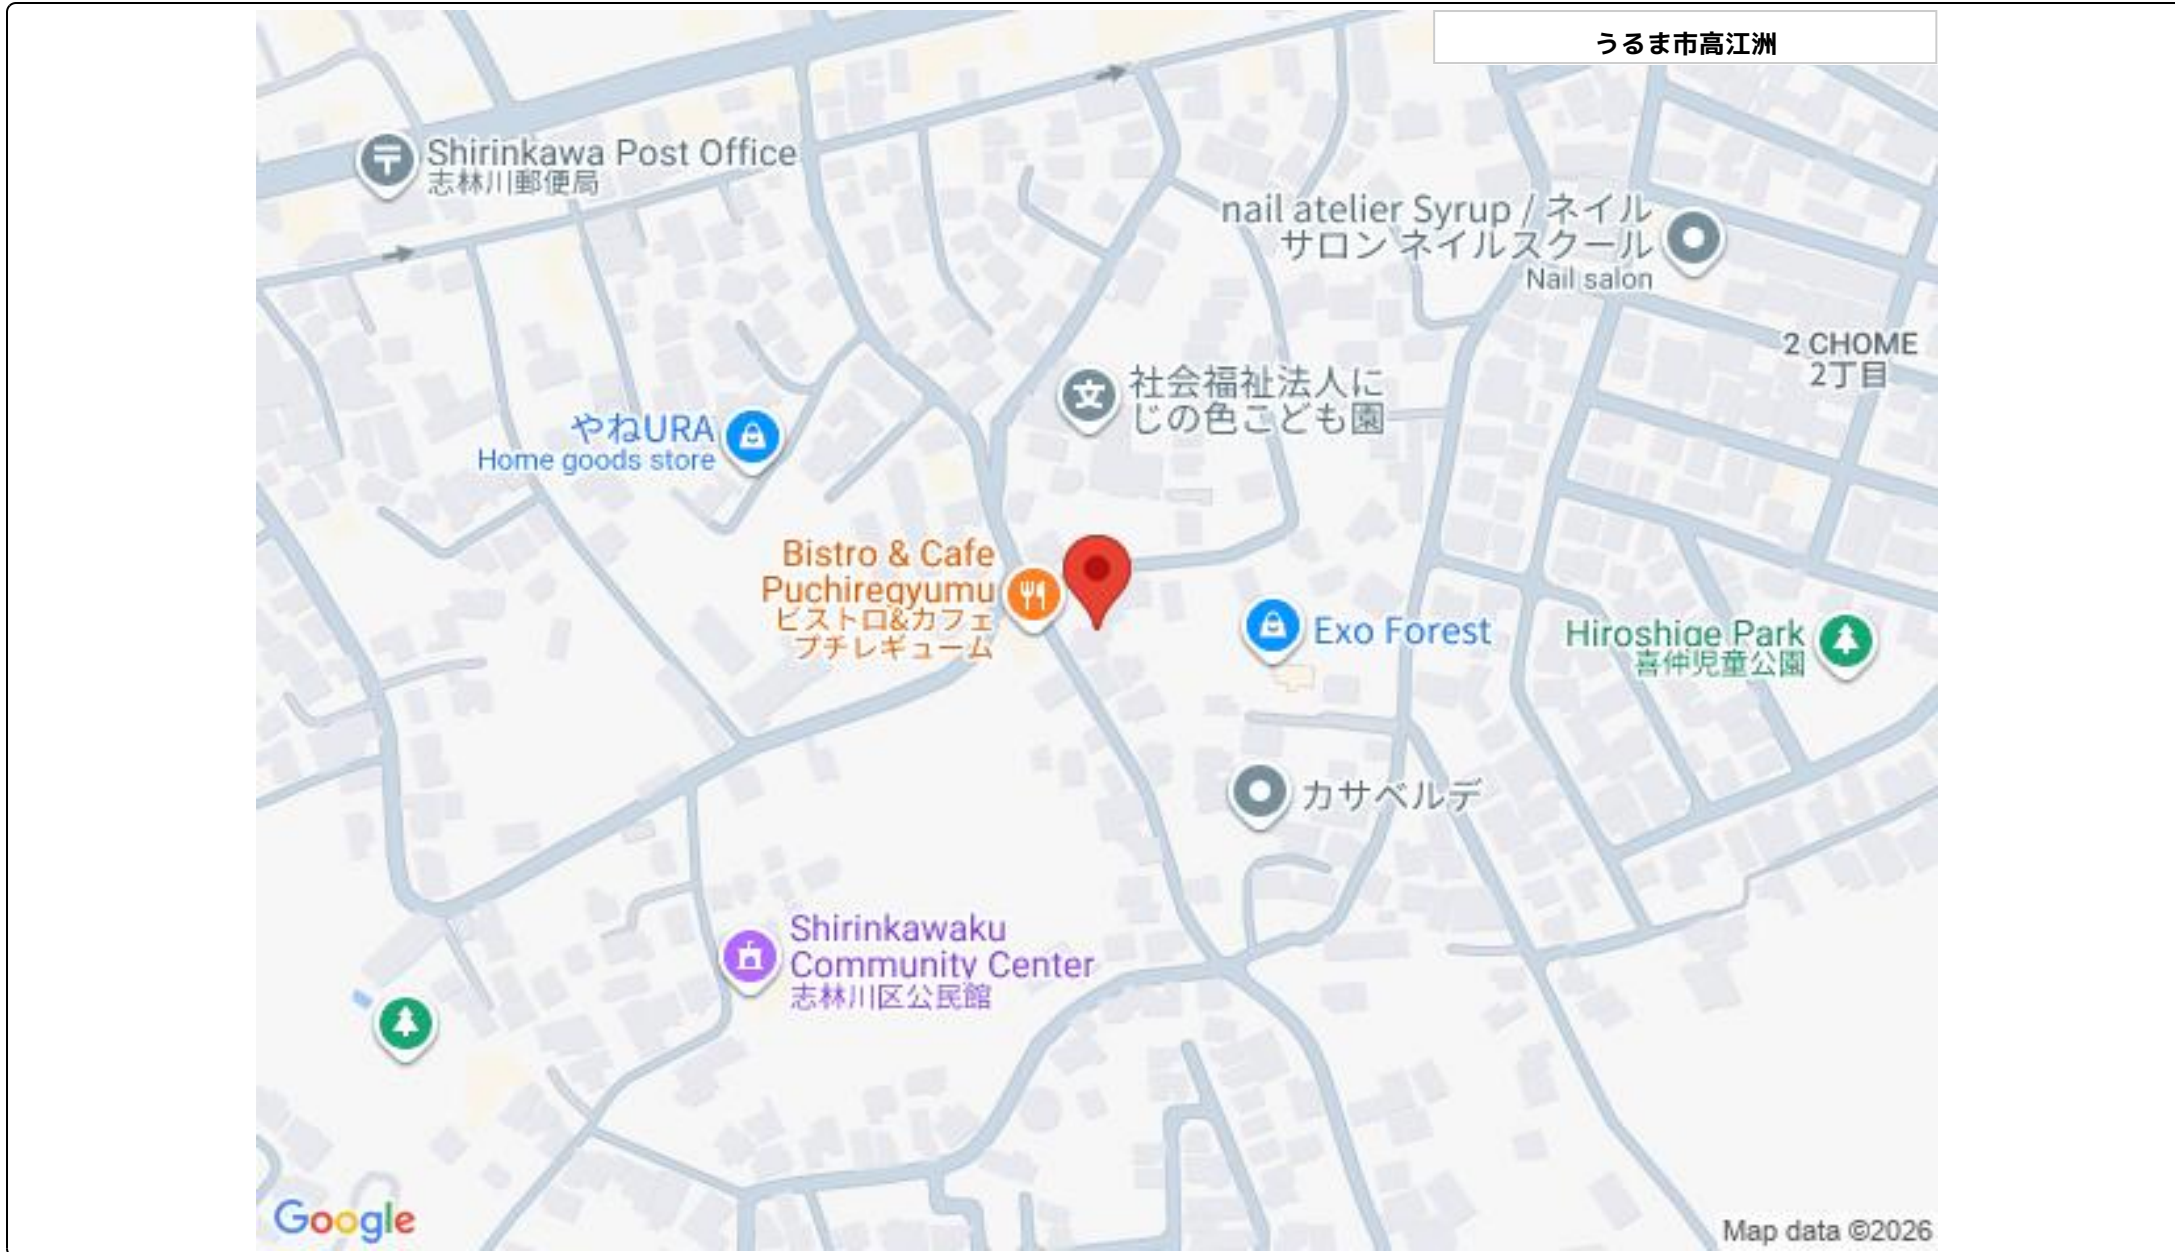 うるま市高江洲
Shirinkawa Post Office
志林川郵便局
nail atelier Syrup / ネイル
サロン ネイルスクール
Nail salon
2 CHOME
2丁目
社会福祉法人に
じの色こども園
やねURA
Home goods store
Bistro & Cafe
Puchiregyumu
ビストロ&カフェ
プチレギューム
Exo Forest
Hiroshige Park
喜仲児童公園
カサベルデ
Shirinkawaku
Community Center
志林川区公民館
Google
Map data ©2026